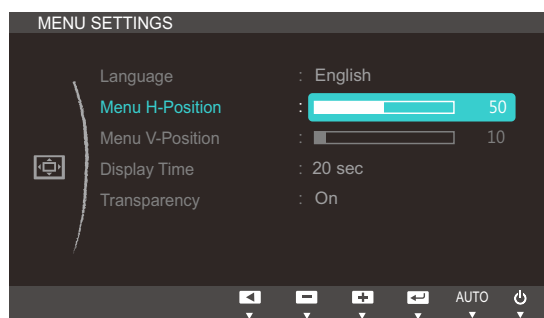 MENU SETTINGS
Language : English
Menu H-Position : 50
Menu V-Position : 10
Display Time : 20 sec
Transparency : On
AUTO